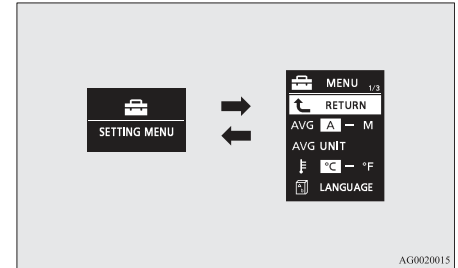 SETTING MENU
MENU 1/3
RETURN
AVG A – M
AVG UNIT
°C – °F
LANGUAGE
AG0020015